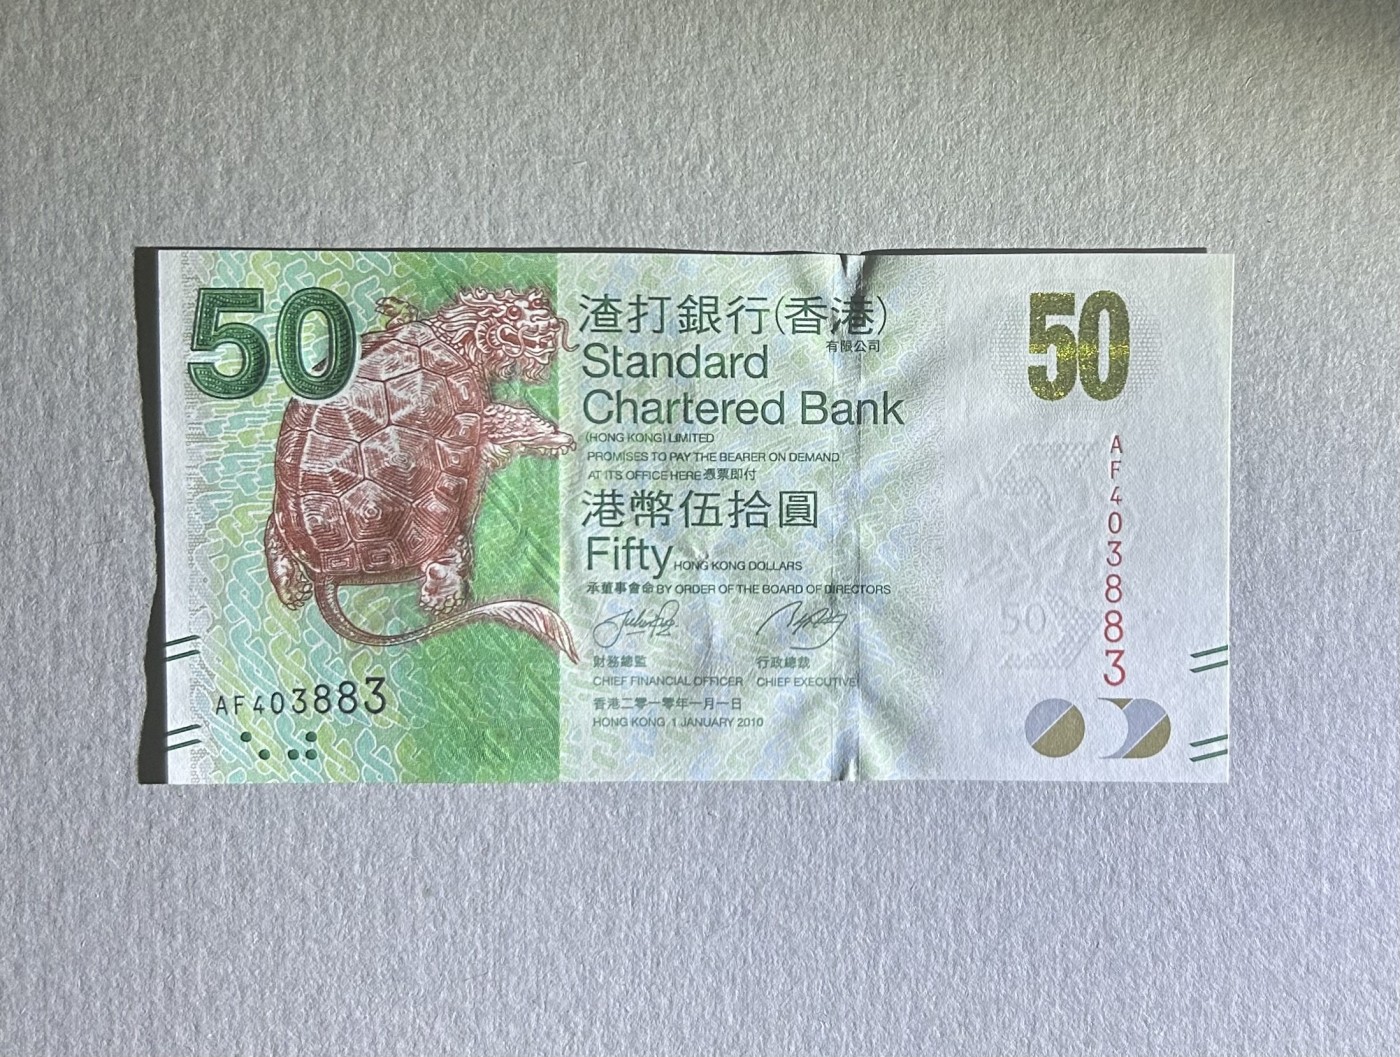 50
渣打銀行(香港)
有限公司
Standard
Chartered Bank
(HONG KONG) LIMITED
PROMISES TO PAY THE BEARER ON DEMAND
AT ITS OFFICE HERE 憑票即付
港幣伍拾圓
Fifty HONG KONG DOLLARS
承董事會命 BY ORDER OF THE BOARD OF DIRECTORS
財務總監 行政總裁
CHIEF FINANCIAL OFFICER CHIEF EXECUTIVE
香港二零一零年一月一日
HONG KONG, 1 JANUARY 2010
AF403883
50
AF403883
50